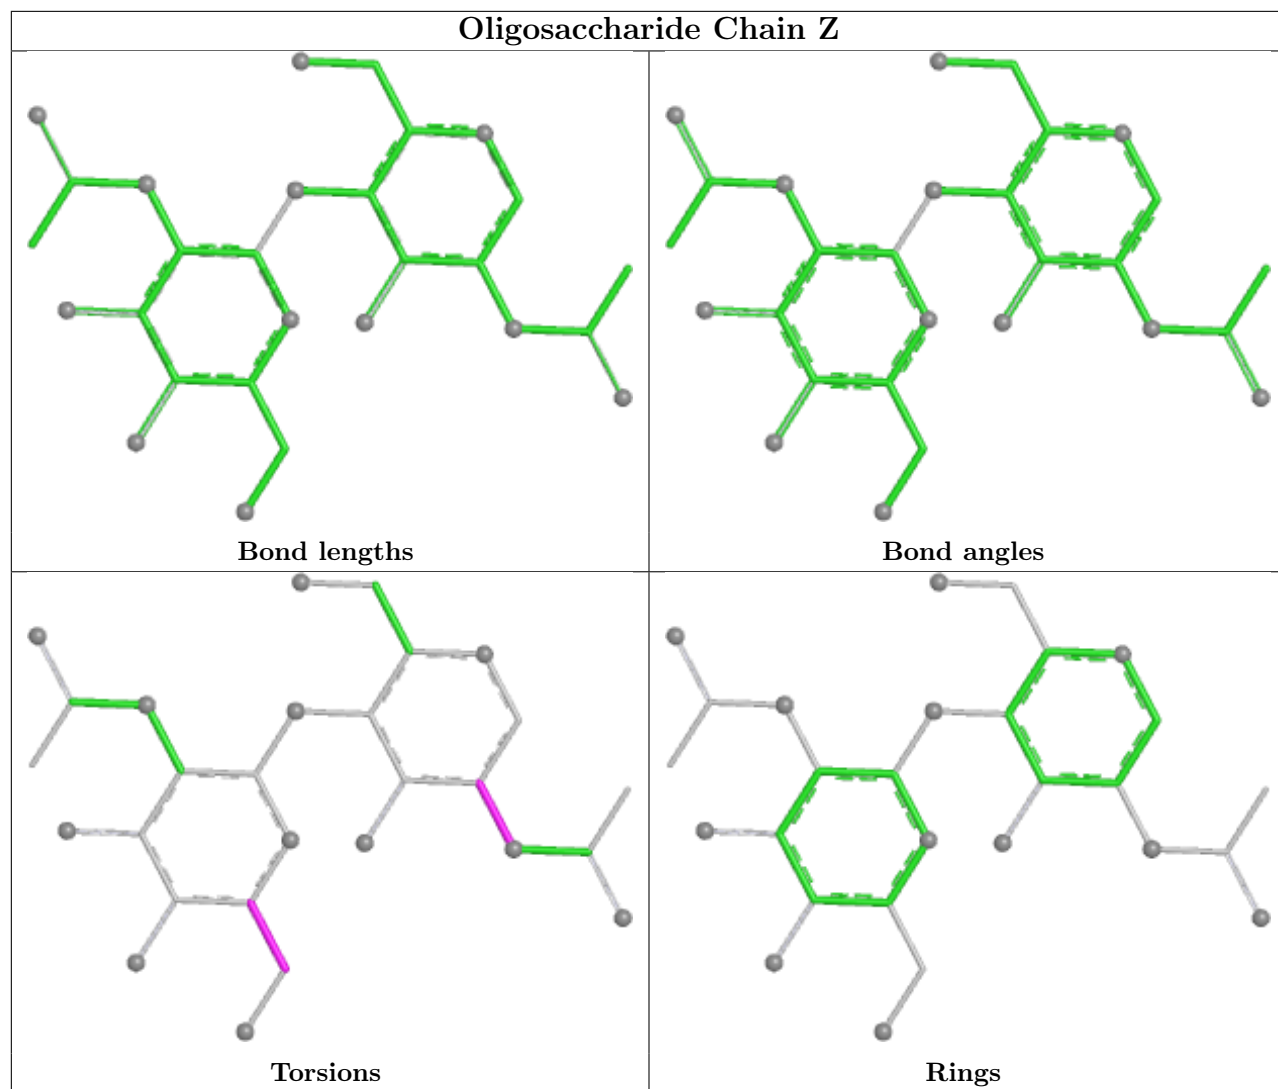 Oligosaccharide Chain Z
Bond lengths
Bond angles
Torsions
Rings